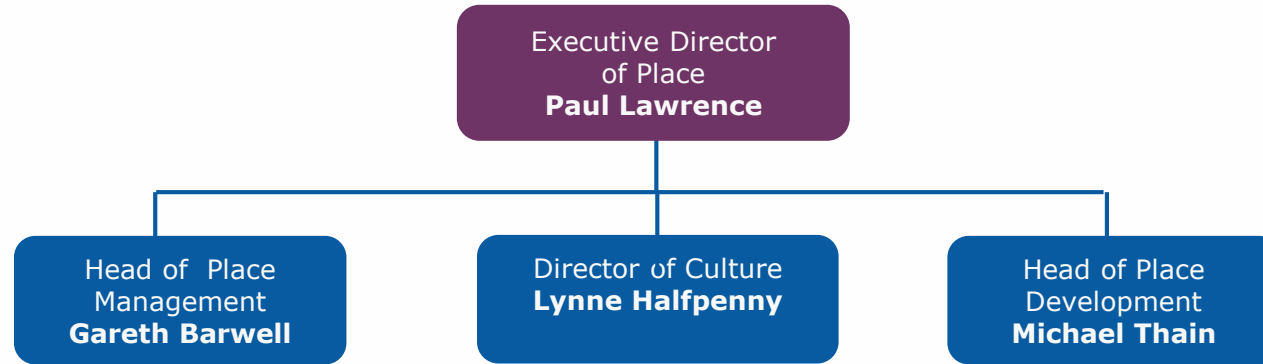 Executive Director
of Place
Paul Lawrence
Head of Place
Management
Gareth Barwell
Director of Culture
Lynne Halfpenny
Head of Place
Development
Michael Thain